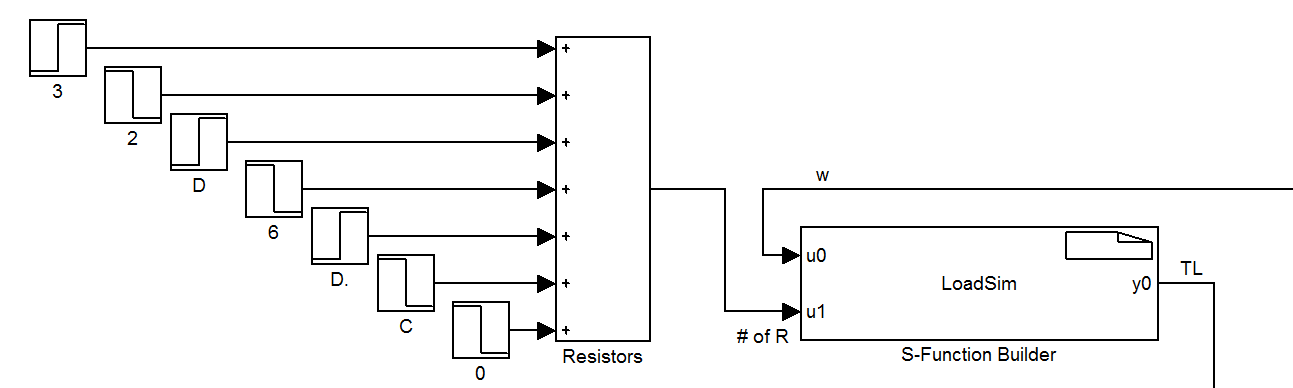 3
2
D
6
D.
C
0
+
+
+
+
+
+
+
Resistors
w
u0
u1
# of R
LoadSim
y0
TL
S-Function Builder